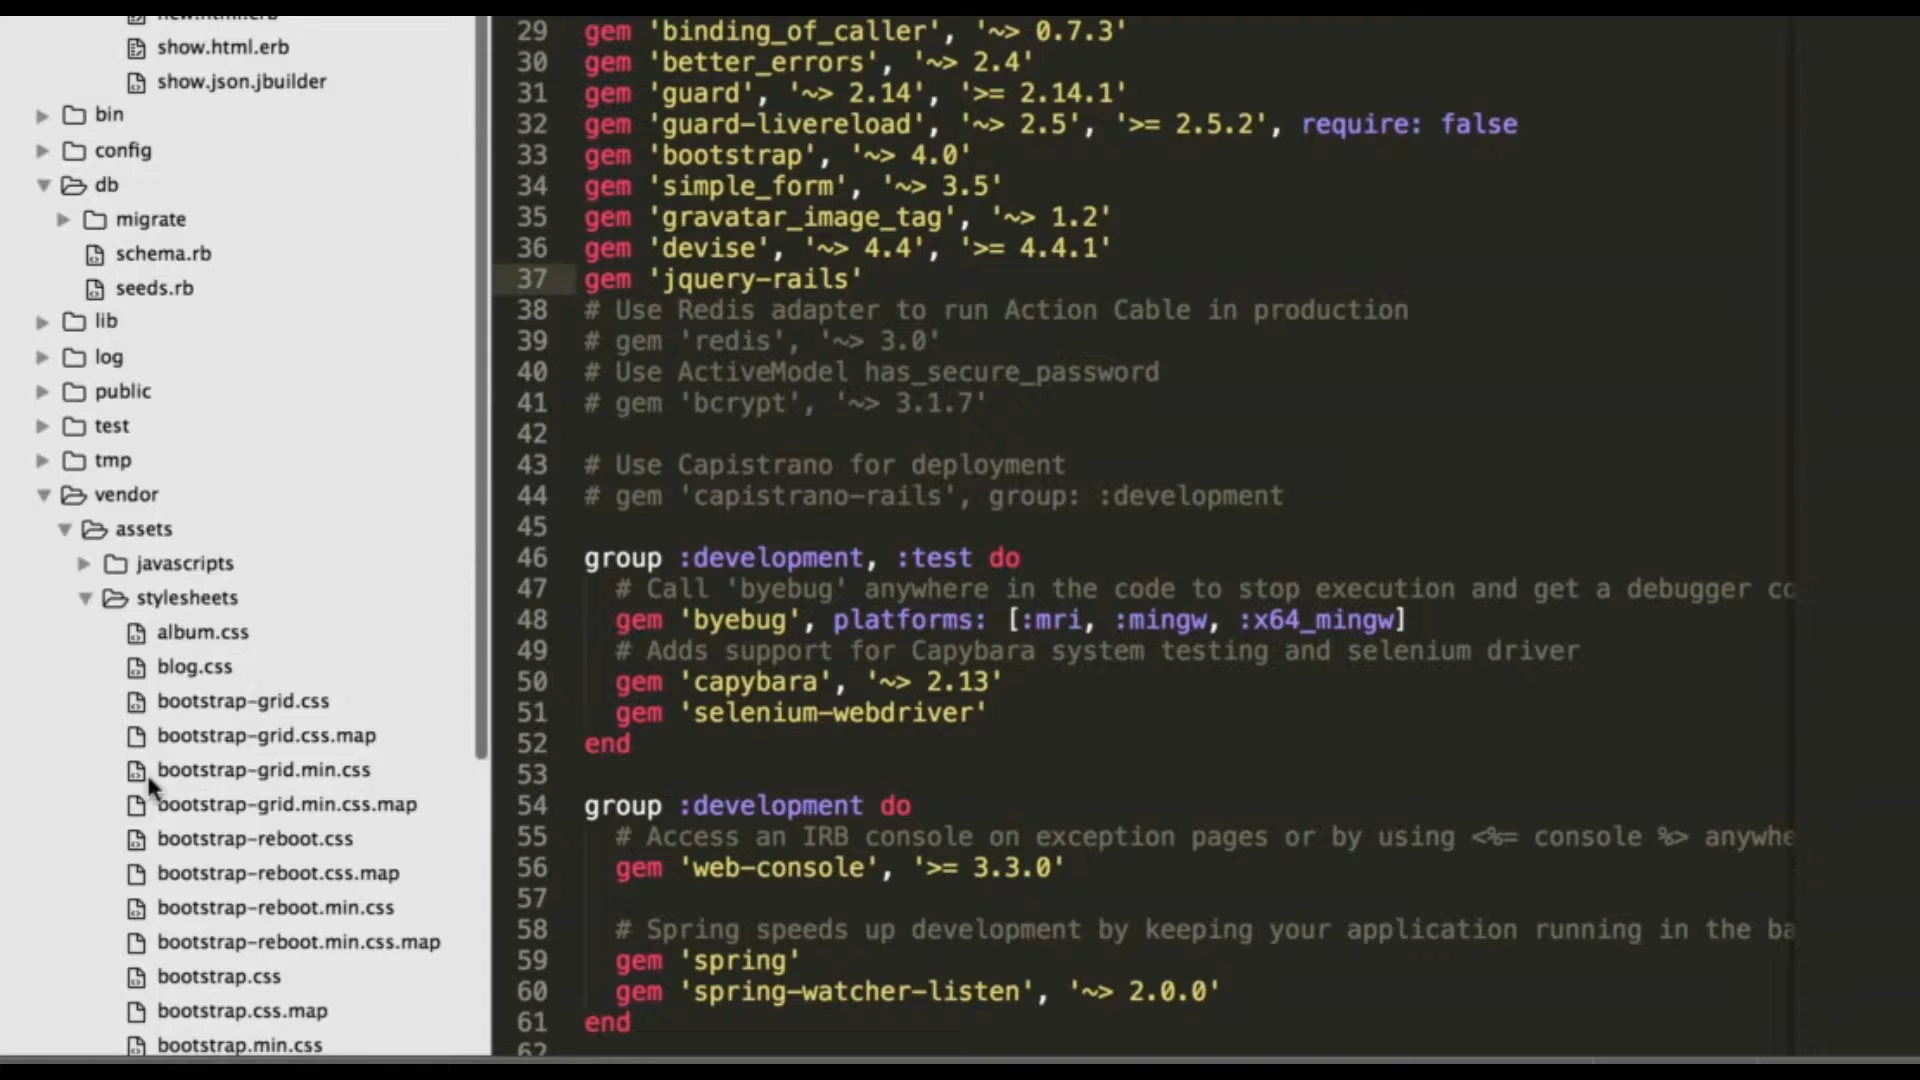 new.html.erb
show.html.erb
show.json.jbuilder
bin
config
db
migrate
schema.rb
seeds.rb
lib
log
public
test
tmp
vendor
assets
javascripts
stylesheets
album.css
blog.css
bootstrap-grid.css
bootstrap-grid.css.map
bootstrap-grid.min.css
bootstrap-grid.min.css.map
bootstrap-reboot.css
bootstrap-reboot.css.map
bootstrap-reboot.min.css
bootstrap-reboot.min.css.map
bootstrap.css
bootstrap.css.map
bootstrap.min.css
29 gem 'binding_of_caller', '~> 0.7.3'
30 gem 'better_errors', '~> 2.4'
31 gem 'guard', '~> 2.14', '>= 2.14.1'
32 gem 'guard-livereload', '~> 2.5', '>= 2.5.2', require: false
33 gem 'bootstrap', '~> 4.0'
34 gem 'simple_form', '~> 3.5'
35 gem 'gravatar_image_tag', '~> 1.2'
36 gem 'devise', '~> 4.4', '>= 4.4.1'
37 gem 'jquery-rails'
38 # Use Redis adapter to run Action Cable in production
39 # gem 'redis', '~> 3.0'
40 # Use ActiveModel has_secure_password
41 # gem 'bcrypt', '~> 3.1.7'
42
43 # Use Capistrano for deployment
44 # gem 'capistrano-rails', group: :development
45
46 group :development, :test do
47 # Call 'byebug' anywhere in the code to stop execution and get a debugger co
48 gem 'byebug', platforms: [:mri, :mingw, :x64_mingw]
49 # Adds support for Capybara system testing and selenium driver
50 gem 'capybara', '~> 2.13'
51 gem 'selenium-webdriver'
52 end
53
54 group :development do
55 # Access an IRB console on exception pages or by using <%= console %> anywhe
56 gem 'web-console', '>= 3.3.0'
57
58 # Spring speeds up development by keeping your application running in the ba
59 gem 'spring'
60 gem 'spring-watcher-listen', '~> 2.0.0'
61 end
62